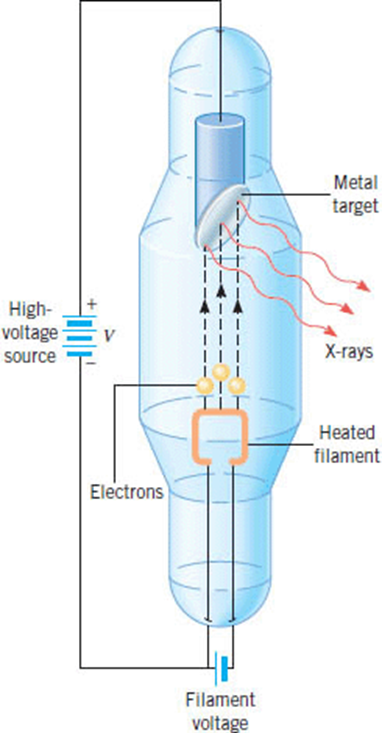 Metal
target
High-
voltage
source
+
V
−
X-rays
Heated
filament
Electrons
Filament
voltage